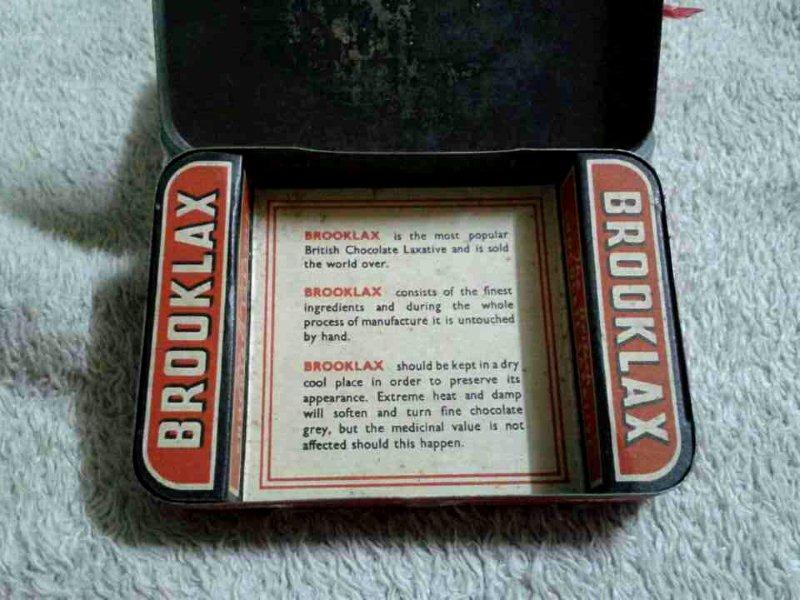 BROOKLAX
BROOKLAX is the most popular
British Chocolate Laxative and is sold
the world over.
BROOKLAX consists of the finest
ingredients and during the whole
process of manufacture it is untouched
by hand.
BROOKLAX should be kept in a dry
cool place in order to preserve its
appearance. Extreme heat and damp
will soften and turn fine chocolate
grey, but the medicinal value is not
affected should this happen.
BROOKLAX